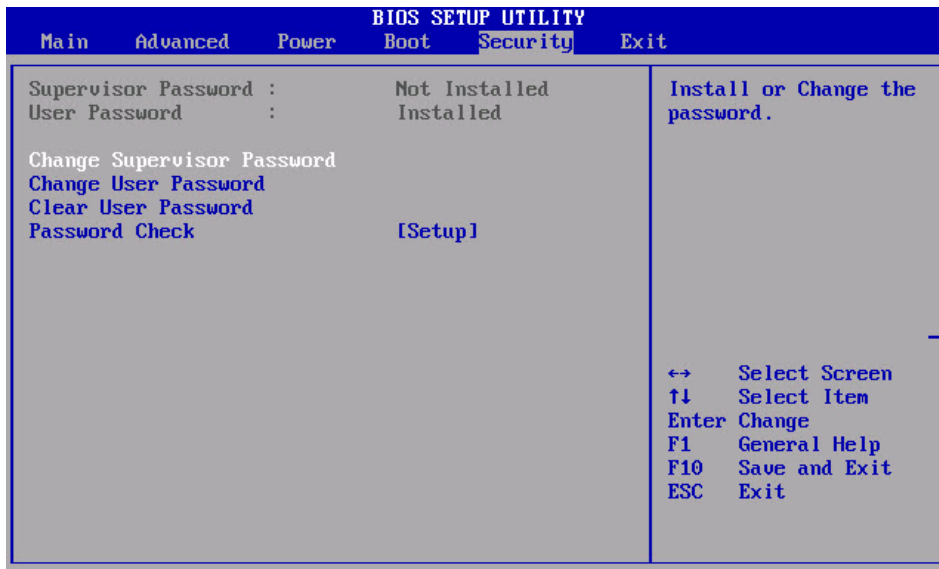 BIOS SETUP UTILITY
Main Advanced Power Boot Security Exit
Supervisor Password : Not Installed
User Password : Installed
Change Supervisor Password
Change User Password
Clear User Password
Password Check [Setup]
Install or Change the
password.
←→ Select Screen
↑↓ Select Item
Enter Change
F1 General Help
F10 Save and Exit
ESC Exit